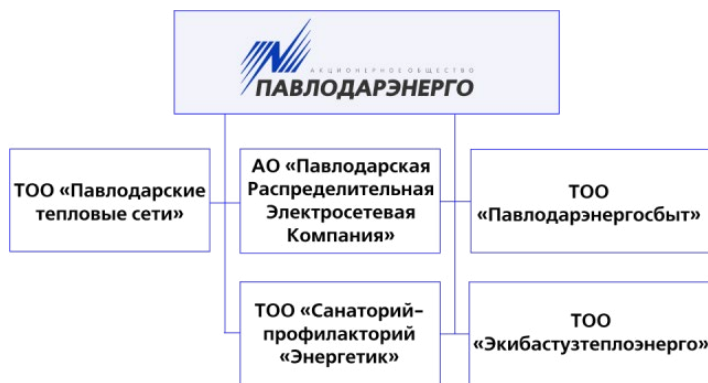 АКЦИОНЕРНОЕ ОБЩЕСТВО
ПАВЛОДАРЭНЕРГО
ТОО «Павлодарские
тепловые сети»
АО «Павлодарская
Распределительная
Электросетевая
Компания»
ТОО
«Павлодарэнергосбыт»
ТОО «Санаторий-
профилакторий
«Энергетик»
ТОО
«Экибастузтеплоэнерго»